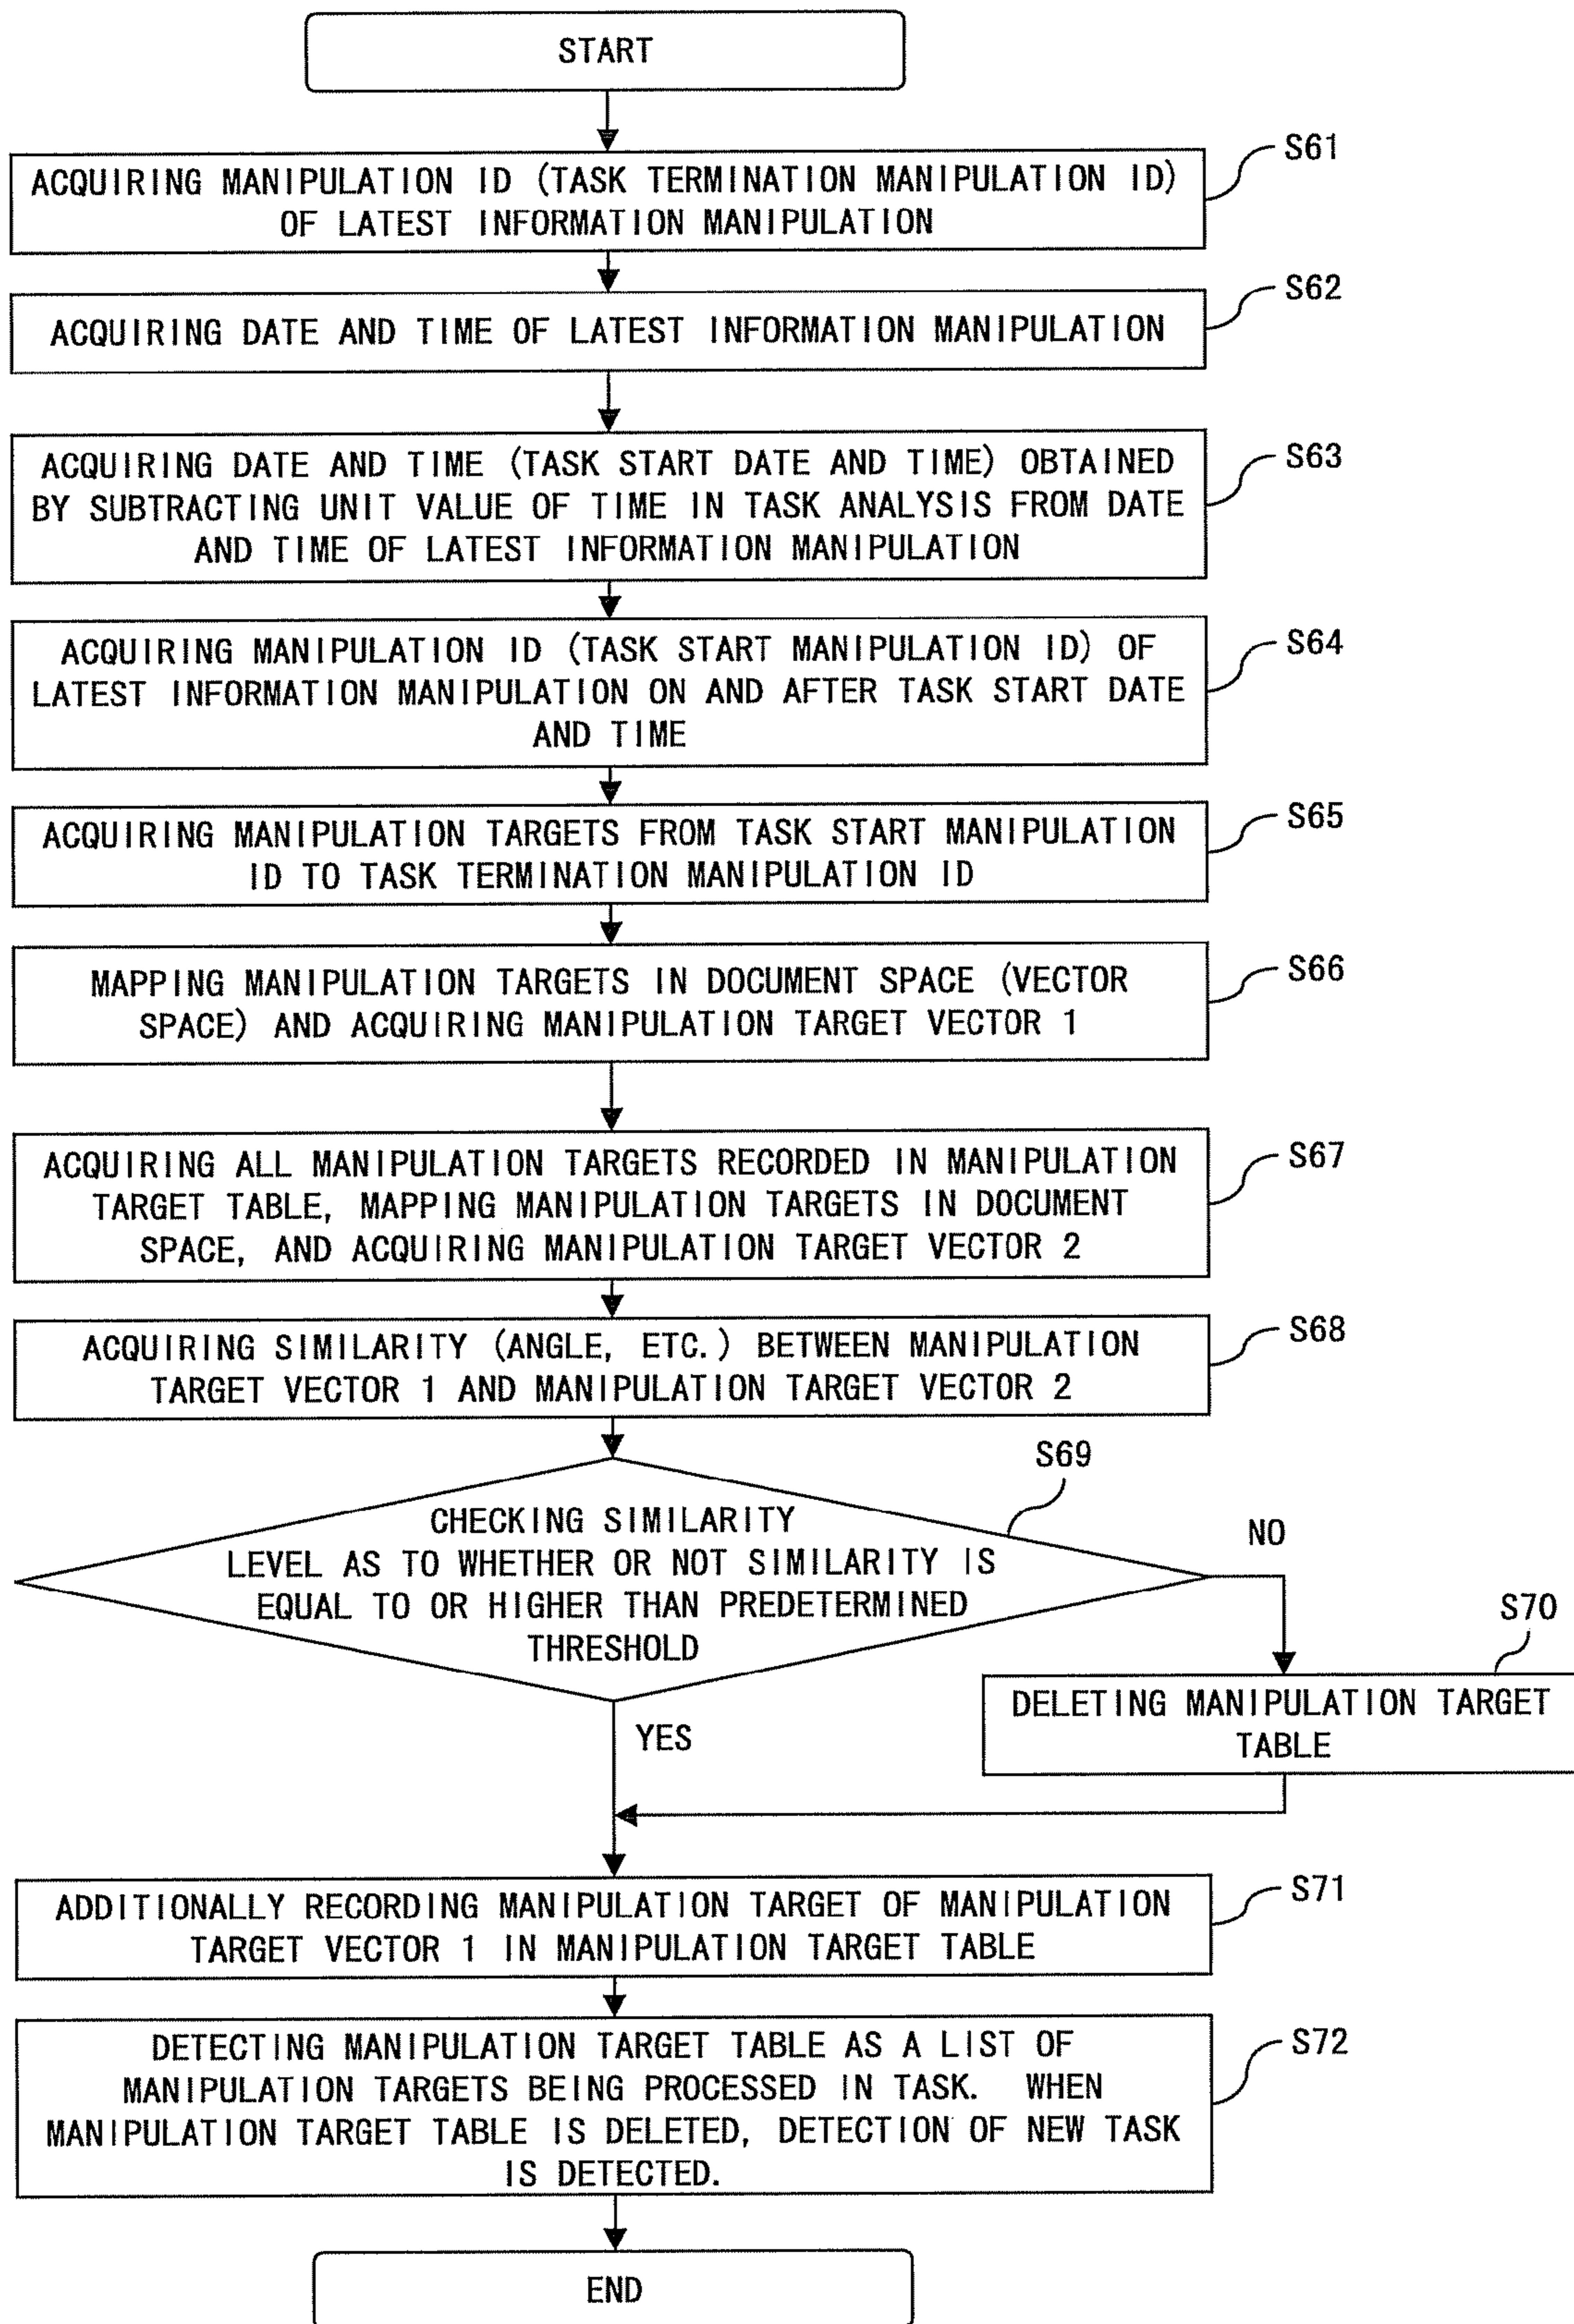 START
S61
ACQUIRING MANIPULATION ID (TASK TERMINATION MANIPULATION ID)
OF LATEST INFORMATION MANIPULATION
S62
ACQUIRING DATE AND TIME OF LATEST INFORMATION MANIPULATION
S63
ACQUIRING DATE AND TIME (TASK START DATE AND TIME) OBTAINED
BY SUBTRACTING UNIT VALUE OF TIME IN TASK ANALYSIS FROM DATE
AND TIME OF LATEST INFORMATION MANIPULATION
S64
ACQUIRING MANIPULATION ID (TASK START MANIPULATION ID) OF
LATEST INFORMATION MANIPULATION ON AND AFTER TASK START DATE
AND TIME
S65
ACQUIRING MANIPULATION TARGETS FROM TASK START MANIPULATION
ID TO TASK TERMINATION MANIPULATION ID
S66
MAPPING MANIPULATION TARGETS IN DOCUMENT SPACE (VECTOR
SPACE) AND ACQUIRING MANIPULATION TARGET VECTOR 1
S67
ACQUIRING ALL MANIPULATION TARGETS RECORDED IN MANIPULATION
TARGET TABLE, MAPPING MANIPULATION TARGETS IN DOCUMENT
SPACE, AND ACQUIRING MANIPULATION TARGET VECTOR 2
S68
ACQUIRING SIMILARITY (ANGLE, ETC.) BETWEEN MANIPULATION
TARGET VECTOR 1 AND MANIPULATION TARGET VECTOR 2
S69
CHECKING SIMILARITY
LEVEL AS TO WHETHER OR NOT SIMILARITY IS
EQUAL TO OR HIGHER THAN PREDETERMINED
THRESHOLD
NO
S70
DELETING MANIPULATION TARGET
TABLE
YES
S71
ADDITIONALLY RECORDING MANIPULATION TARGET OF MANIPULATION
TARGET VECTOR 1 IN MANIPULATION TARGET TABLE
S72
DETECTING MANIPULATION TARGET TABLE AS A LIST OF
MANIPULATION TARGETS BEING PROCESSED IN TASK. WHEN
MANIPULATION TARGET TABLE IS DELETED, DETECTION OF NEW TASK
IS DETECTED.
END